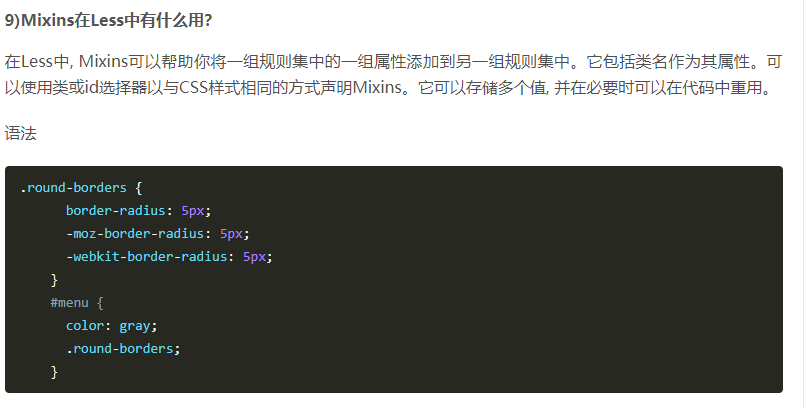 9)Mixins在Less中有什么用?
在Less中, Mixins可以帮助你将一组规则集中的一组属性添加到另一组规则集中。它包括类名作为其属性。可
以使用类或id选择器以与CSS样式相同的方式声明Mixins。它可以存储多个值, 并在必要时可以在代码中重用。
语法
.round-borders {
border-radius: 5px;
-moz-border-radius: 5px;
-webkit-border-radius: 5px;
}
#menu {
color: gray;
.round-borders;
}